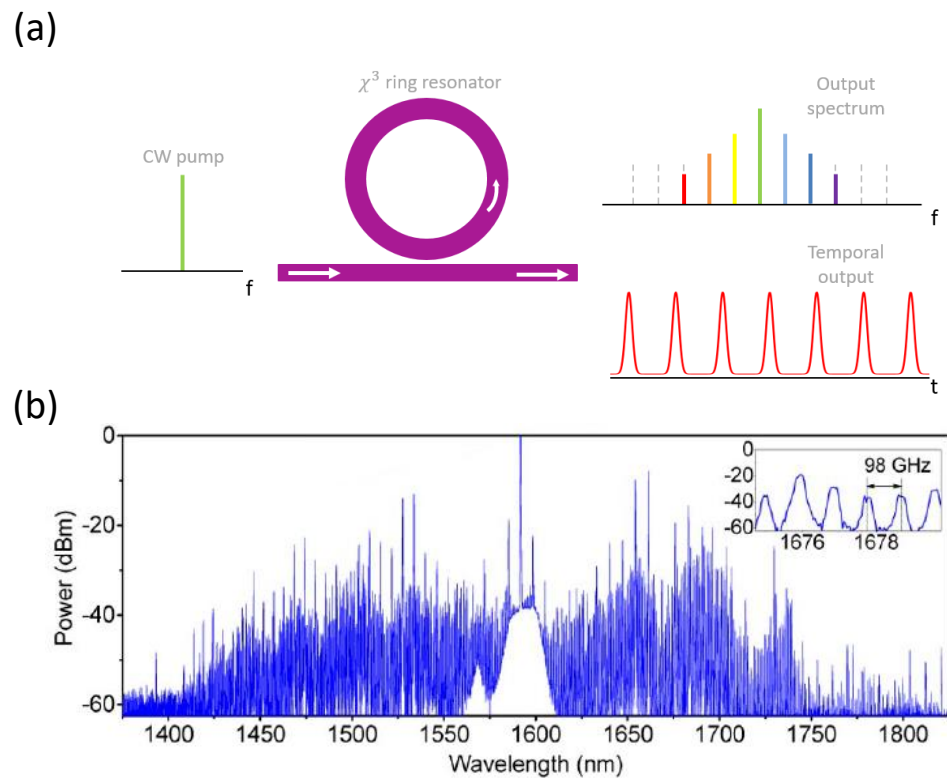 (a)
χ³ ring resonator
Output
spectrum
CW pump
f
f
Temporal
output
t
(b)
0
-20
-40
-60
Power (dBm)
1400 1450 1500 1550 1600 1650 1700 1750 1800
Wavelength (nm)
0
-20
-40
-60
98 GHz
1676 1678